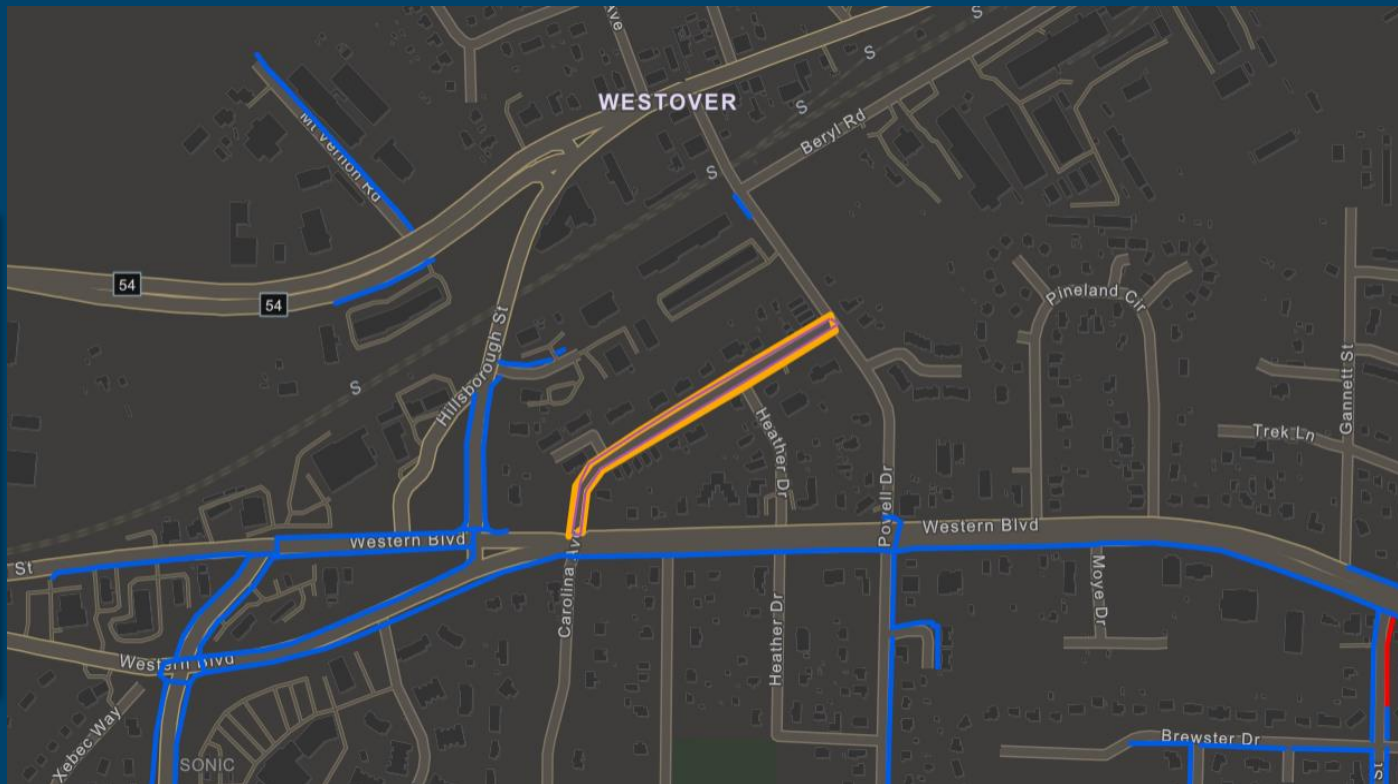 Ave
S
S
WESTOVER
S
Beryl Rd
Mt Vernon Rd
S
54
54
Pineland Cir
Hillsborough St
Gannett St
S
Heather Dr
Trek Ln
Powell Dr
Western Blvd
Western Blvd
St
Carolina Ave
Moye Dr
Heather Dr
Western Blvd
Xebec Way
Brewster Dr
SONIC